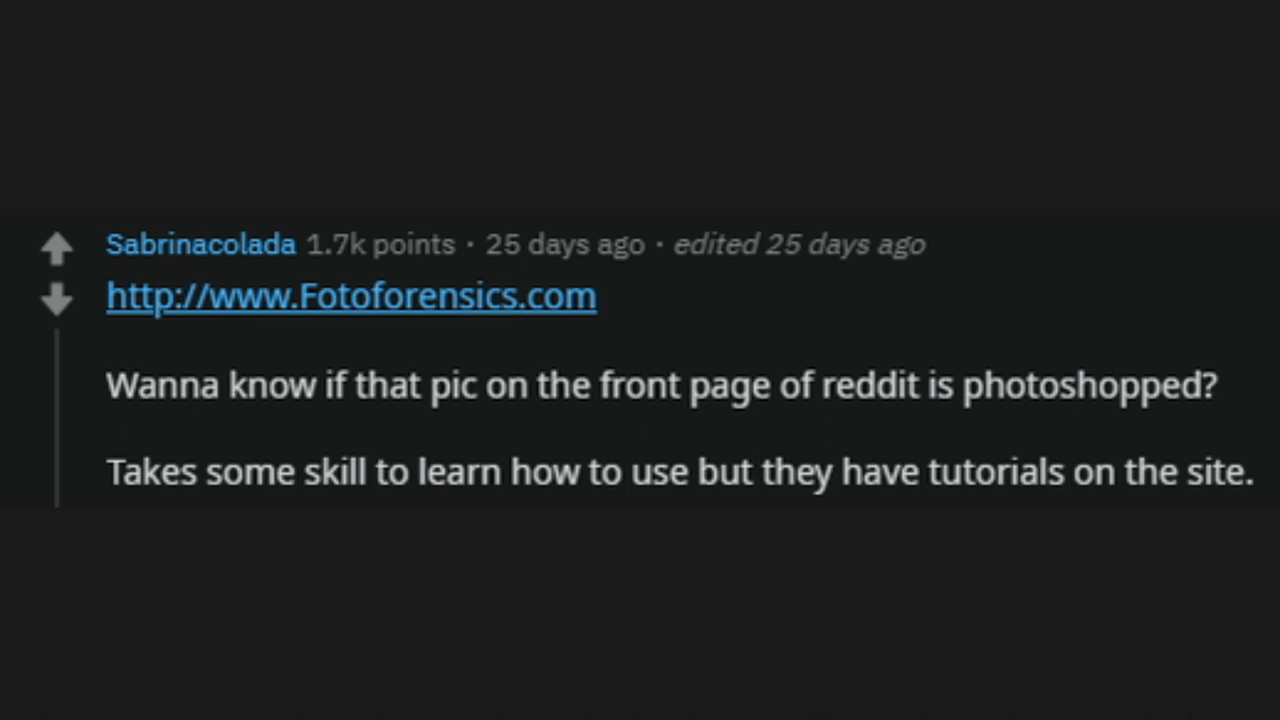 Sabrinacolada 1.7k points · 25 days ago · edited 25 days ago
http://www.Fotoforensics.com
Wanna know if that pic on the front page of reddit is photoshopped?
Takes some skill to learn how to use but they have tutorials on the site.